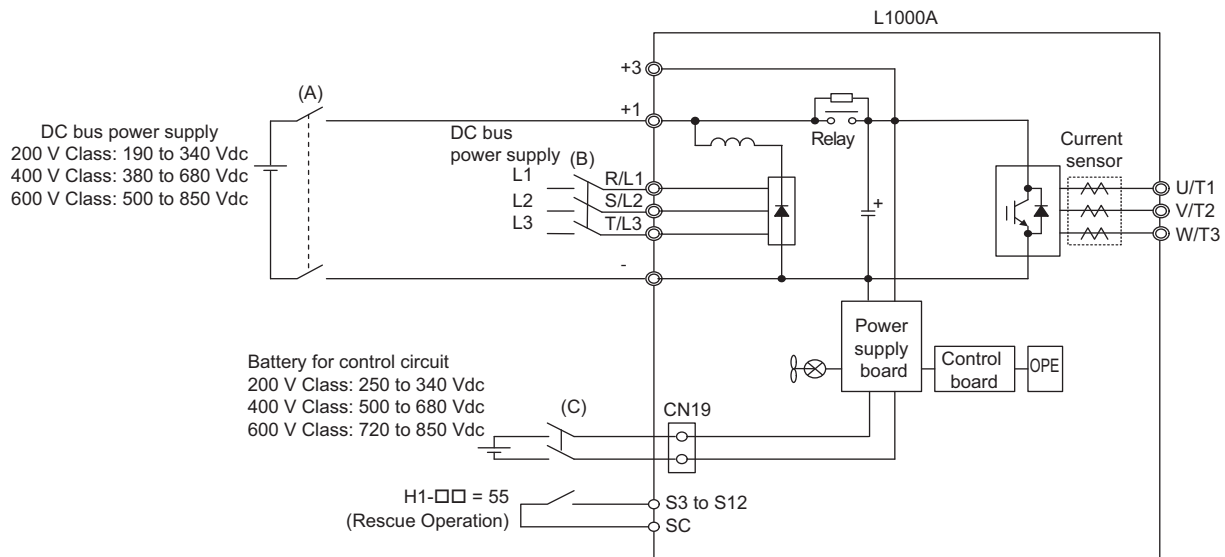 L1000A
+3
(A)
+1
DC bus power supply
200 V Class: 190 to 340 Vdc
400 V Class: 380 to 680 Vdc
600 V Class: 500 to 850 Vdc
DC bus
power supply
(B)
L1
L2
L3
R/L1
S/L2
T/L3
-
Relay
+
Current
sensor
U/T1
V/T2
W/T3
Power
supply
board
Control
board
OPE
Battery for control circuit
200 V Class: 250 to 340 Vdc
400 V Class: 500 to 680 Vdc
600 V Class: 720 to 850 Vdc
(C)
CN19
H1-□□ = 55
(Rescue Operation)
S3 to S12
SC